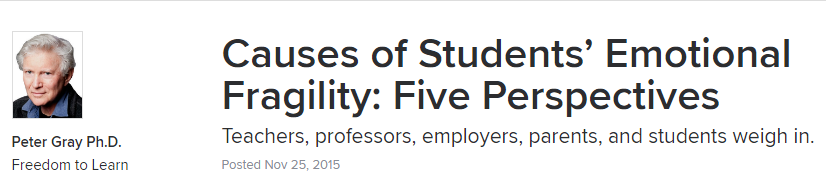 Causes of Students’ Emotional
Fragility: Five Perspectives
Teachers, professors, employers, parents, and students weigh in.
Posted Nov 25, 2015
Peter Gray Ph.D.
Freedom to Learn